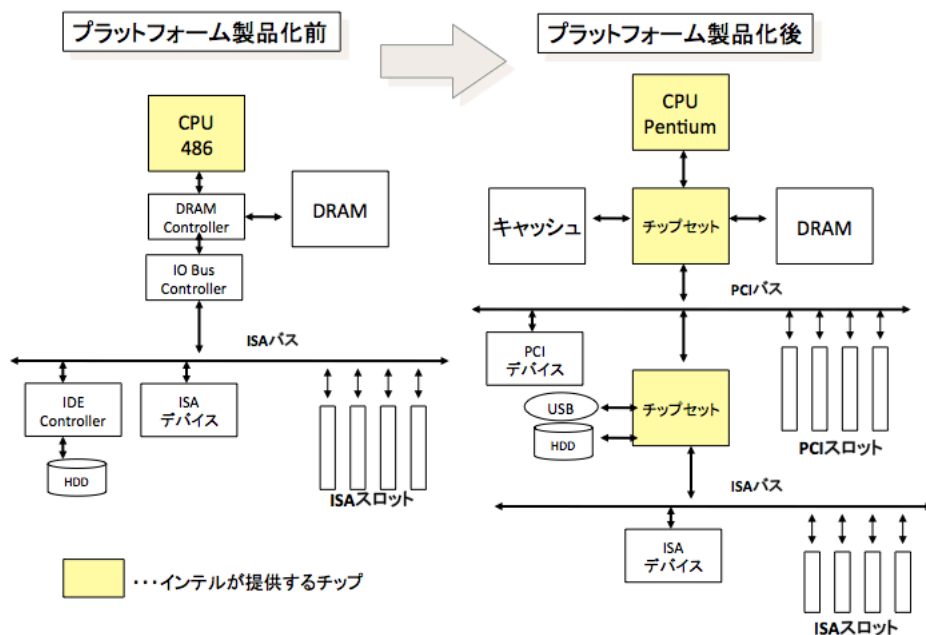 プラットフォーム製品化前
CPU
486
DRAM
Controller
DRAM
IO Bus
Controller
ISAバス
IDE
Controller
ISA
デバイス
HDD
ISAスロット
・・・インテルが提供するチップ
プラットフォーム製品化後
CPU
Pentium
キャッシュ
チップセット
DRAM
PCIバス
PCI
デバイス
USB
HDD
チップセット
PCIスロット
ISAバス
ISA
デバイス
ISAスロット